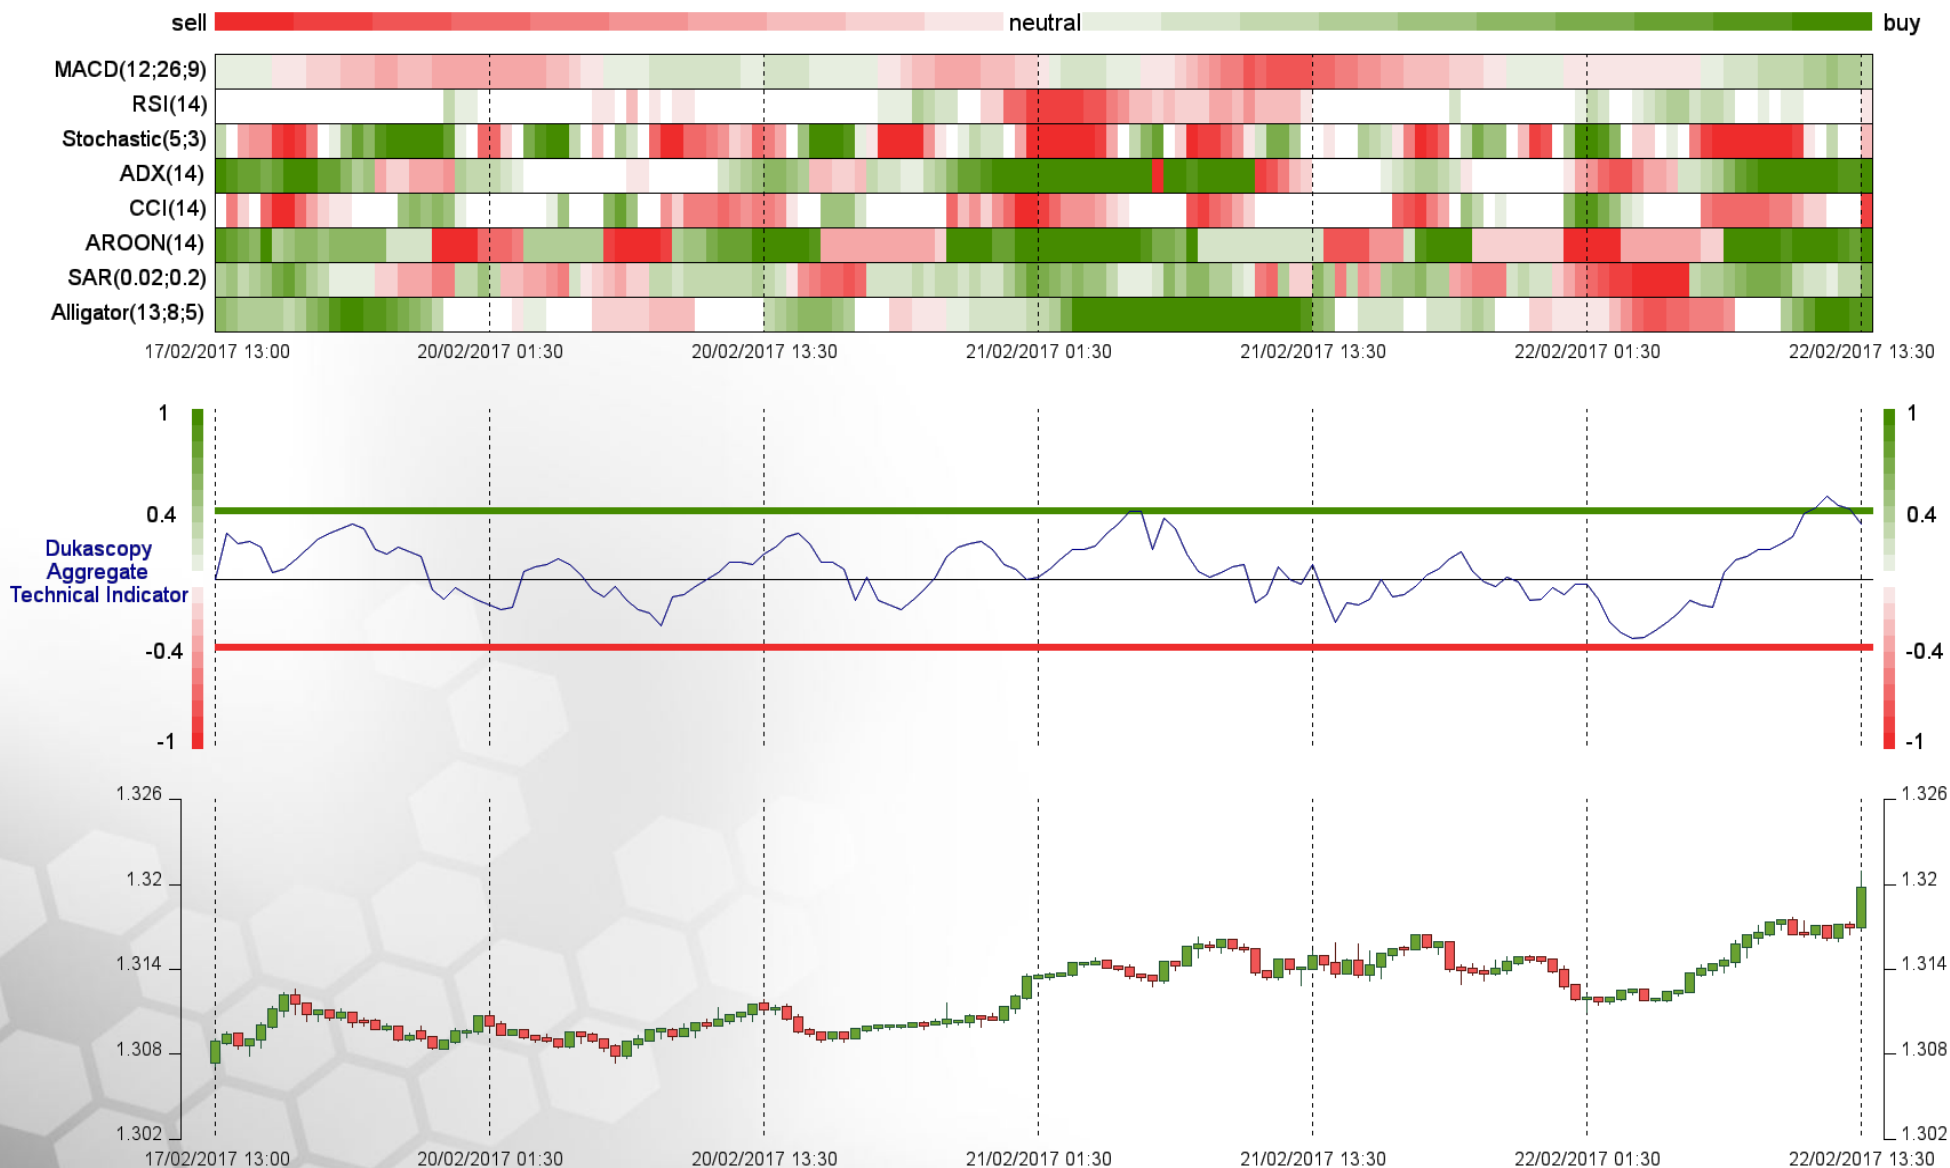 sell neutral buy
MACD(12;26;9)
RSI(14)
Stochastic(5;3)
ADX(14)
CCI(14)
AROON(14)
SAR(0.02;0.2)
Alligator(13;8;5)
17/02/2017 13:00 20/02/2017 01:30 20/02/2017 13:30 21/02/2017 01:30 21/02/2017 13:30 22/02/2017 01:30 22/02/2017 13:30
1 1
0.4 0.4
Dukascopy
Aggregate
Technical Indicator
-0.4 -0.4
-1 -1
1.326 1.326
1.32 1.32
1.314 1.314
1.308 1.308
1.302 1.302
17/02/2017 13:00 20/02/2017 01:30 20/02/2017 13:30 21/02/2017 01:30 21/02/2017 13:30 22/02/2017 01:30 22/02/2017 13:30